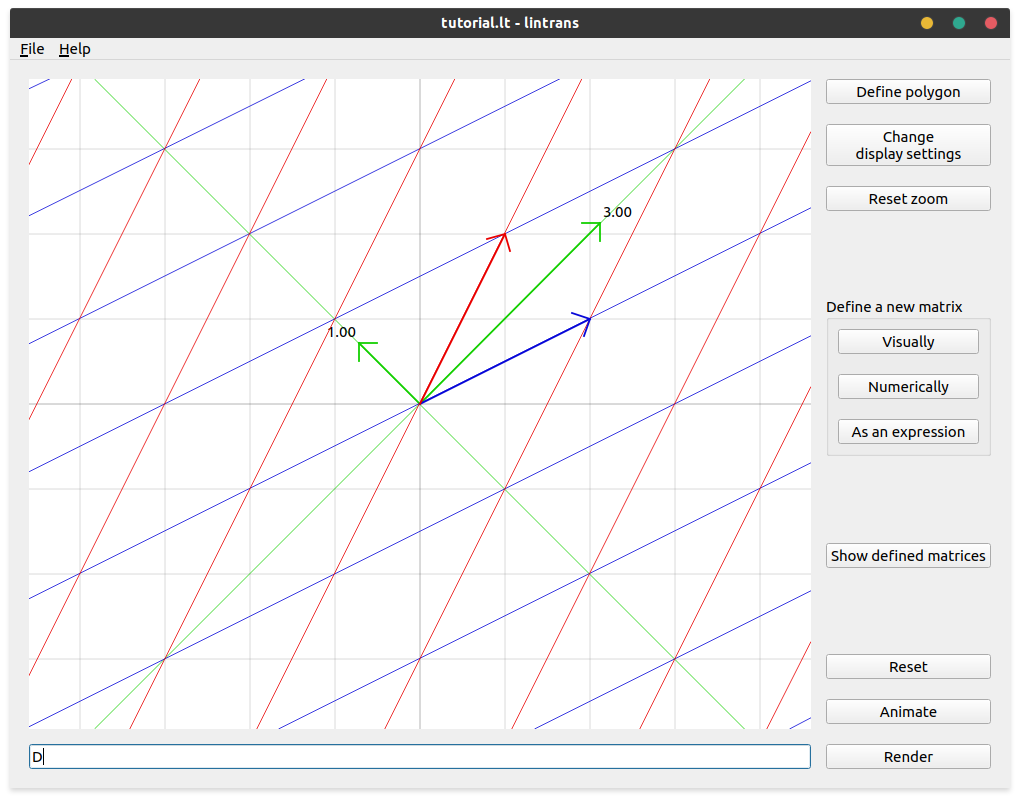 tutorial.lt - lintrans
File Help
Define polygon
Change
display settings
Reset zoom
3.00
1.00
Define a new matrix
Visually
Numerically
As an expression
Show defined matrices
Reset
Animate
D
Render